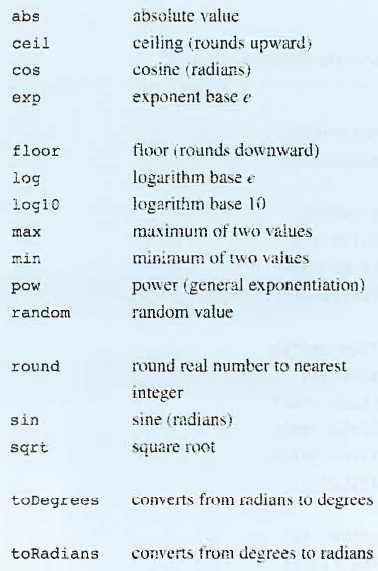 abs absolute value
ceil ceiling (rounds upward)
cos cosine (radians)
exp exponent base e
floor floor (rounds downward)
log logarithm base e
log10 logarithm base 10
max maximum of two values
min minimum of two values
pow power (general exponentiation)
random random value
round round real number to nearest
integer
sin sine (radians)
sqrt square root
toDegrees converts from radians to degrees
toRadians converts from degrees to radians